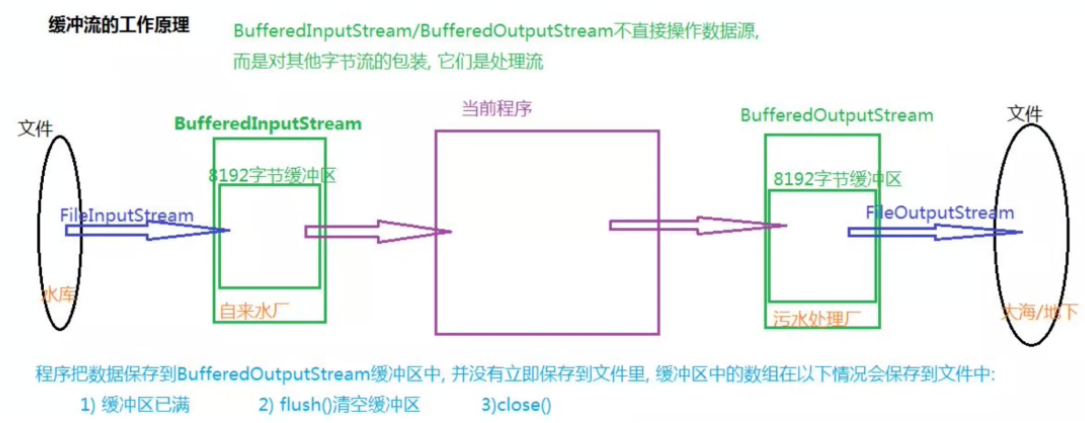 缓冲流的工作原理
BufferedInputStream/BufferedOutputStream不直接操作数据源,
而是对其他字节流的包装, 它们是处理流
文件
BufferedInputStream
当前程序
BufferedOutputStream
文件
8192字节缓冲区
8192字节缓冲区
FileInputStream
FileOutputStream
水库
自来水厂
污水处理厂
大海/地下
程序把数据保存到BufferedOutputStream缓冲区中, 并没有立即保存到文件里, 缓冲区中的数组在以下情况会保存到文件中:
1) 缓冲区已满 2) flush()清空缓冲区 3)close()